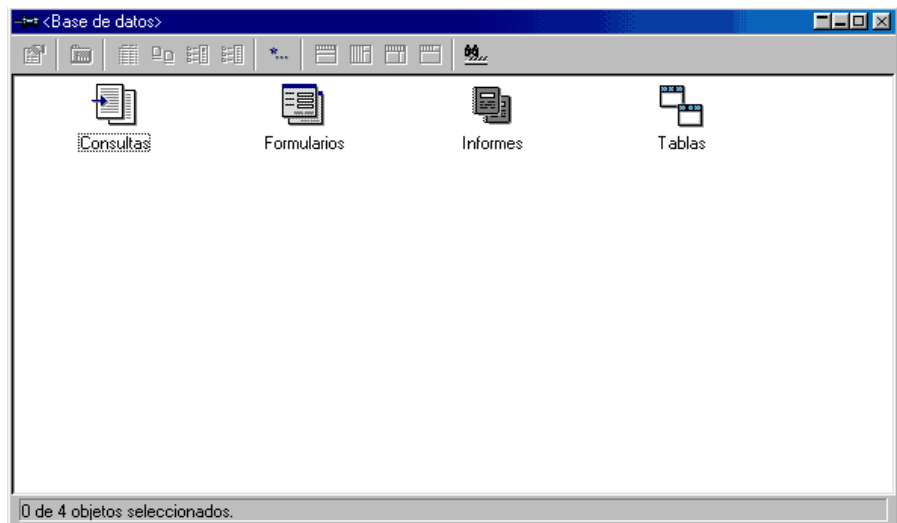 <Base de datos>
Consultas Formularios Informes Tablas
0 de 4 objetos seleccionados.